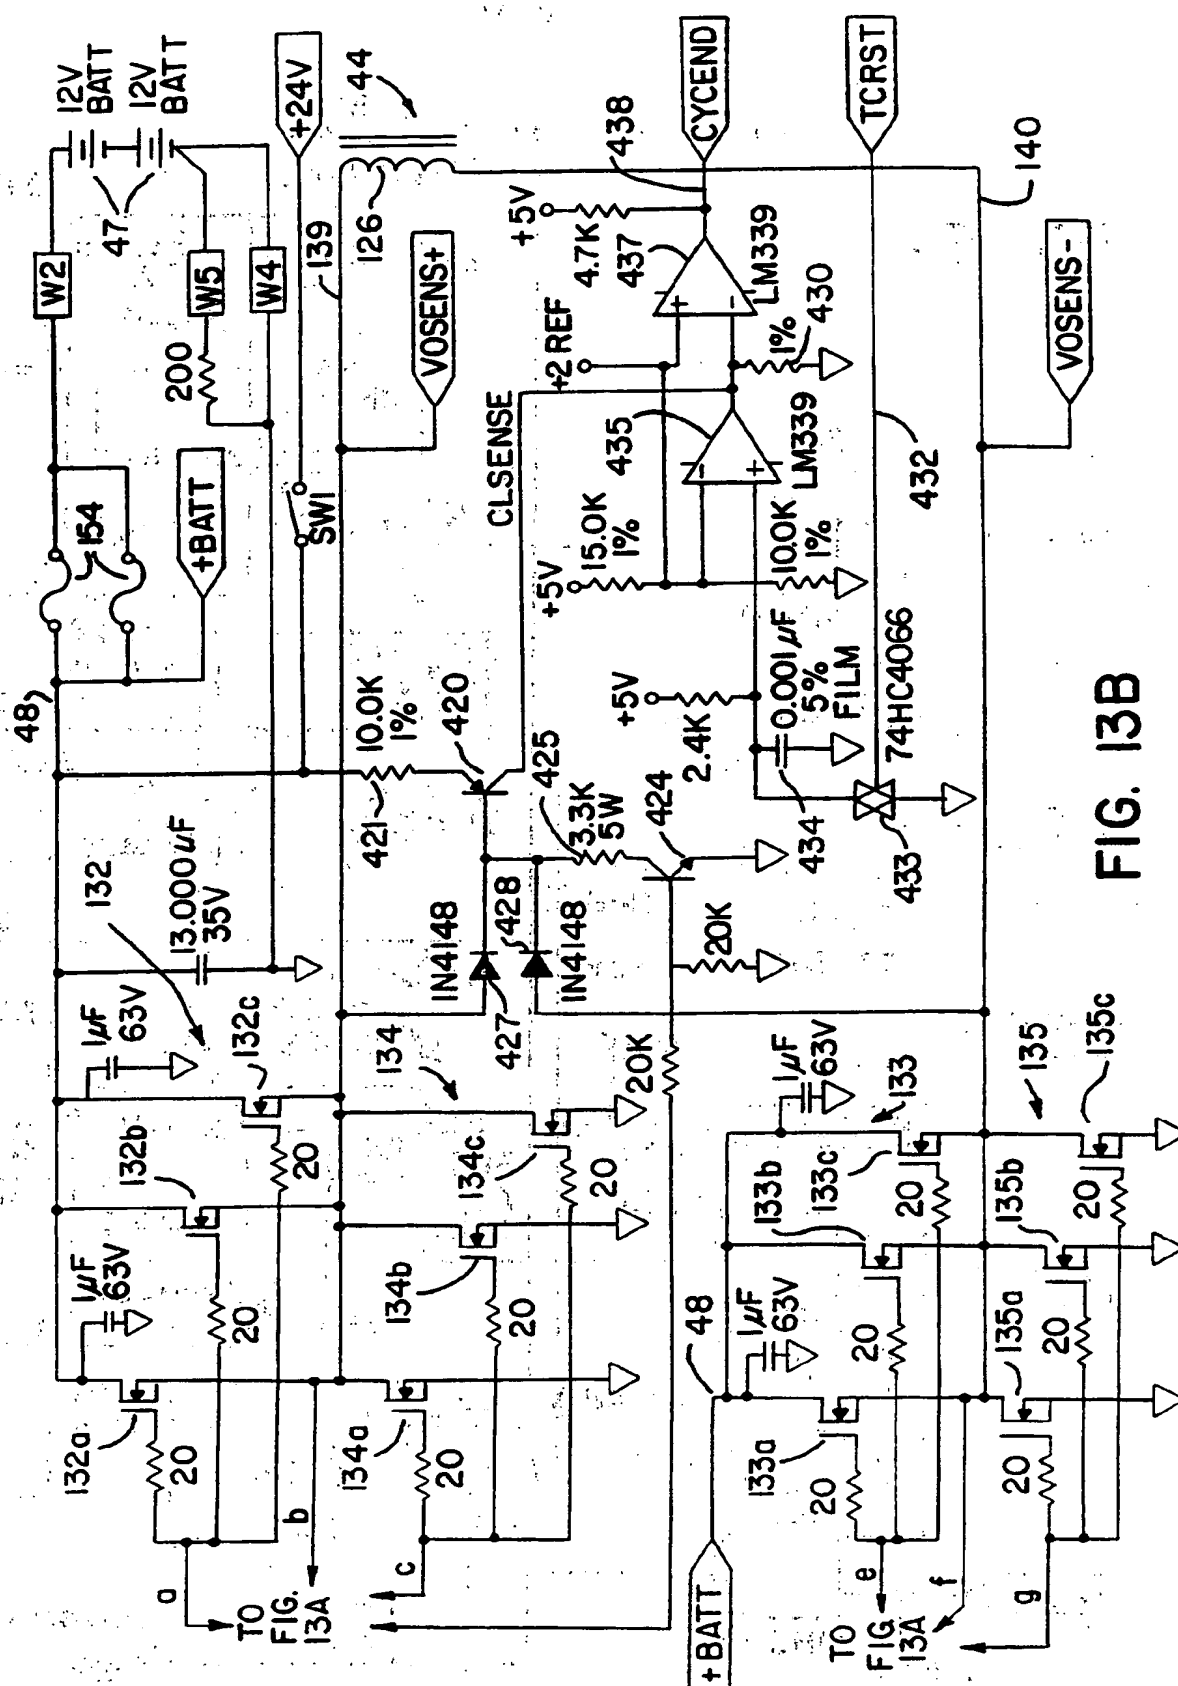 12V
BATT
12V
BATT
47
W2
W5
W4
200
+24V
44
126
139
VOSENS+
154
+BATT
48
SW1
CLSENSE
10.0K
1%
421
420
425
3.3K
5W
424
1N4148
428
1N4148
427
13.000µF
35V
132
1µF
63V
132c
132b
1µF
63V
132a
20
20
20
134
134c
134b
134a
20
20
20
20K
20K
a
b
c
TO
FIG.
13A
+5V
2.4K
0.001µF
5%
FILM
434
433
74HC4066
+5V
15.0K
1%
10.0K
1%
+2 REF
435
LM339
-
+
1%
430
+5V
4.7K
437
LM339
+
-
438
CYCEND
TCRST
432
140
VOSENS-
+BATT
48
1µF
63V
1µF
63V
133
133c
133b
133a
20
20
20
135
135c
135b
135a
20
20
20
e
f
g
TO
FIG
13A
FIG. 13B